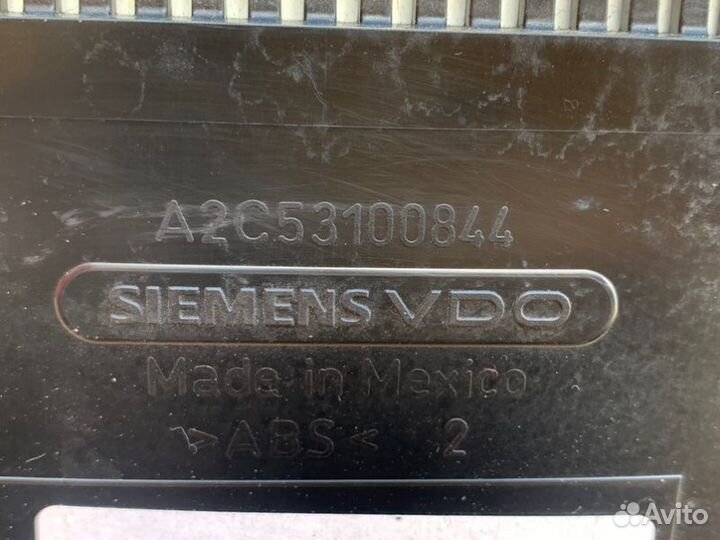 A2C53100844
SIEMENS VDO
Made in Mexico
>ABS< 2
Avito